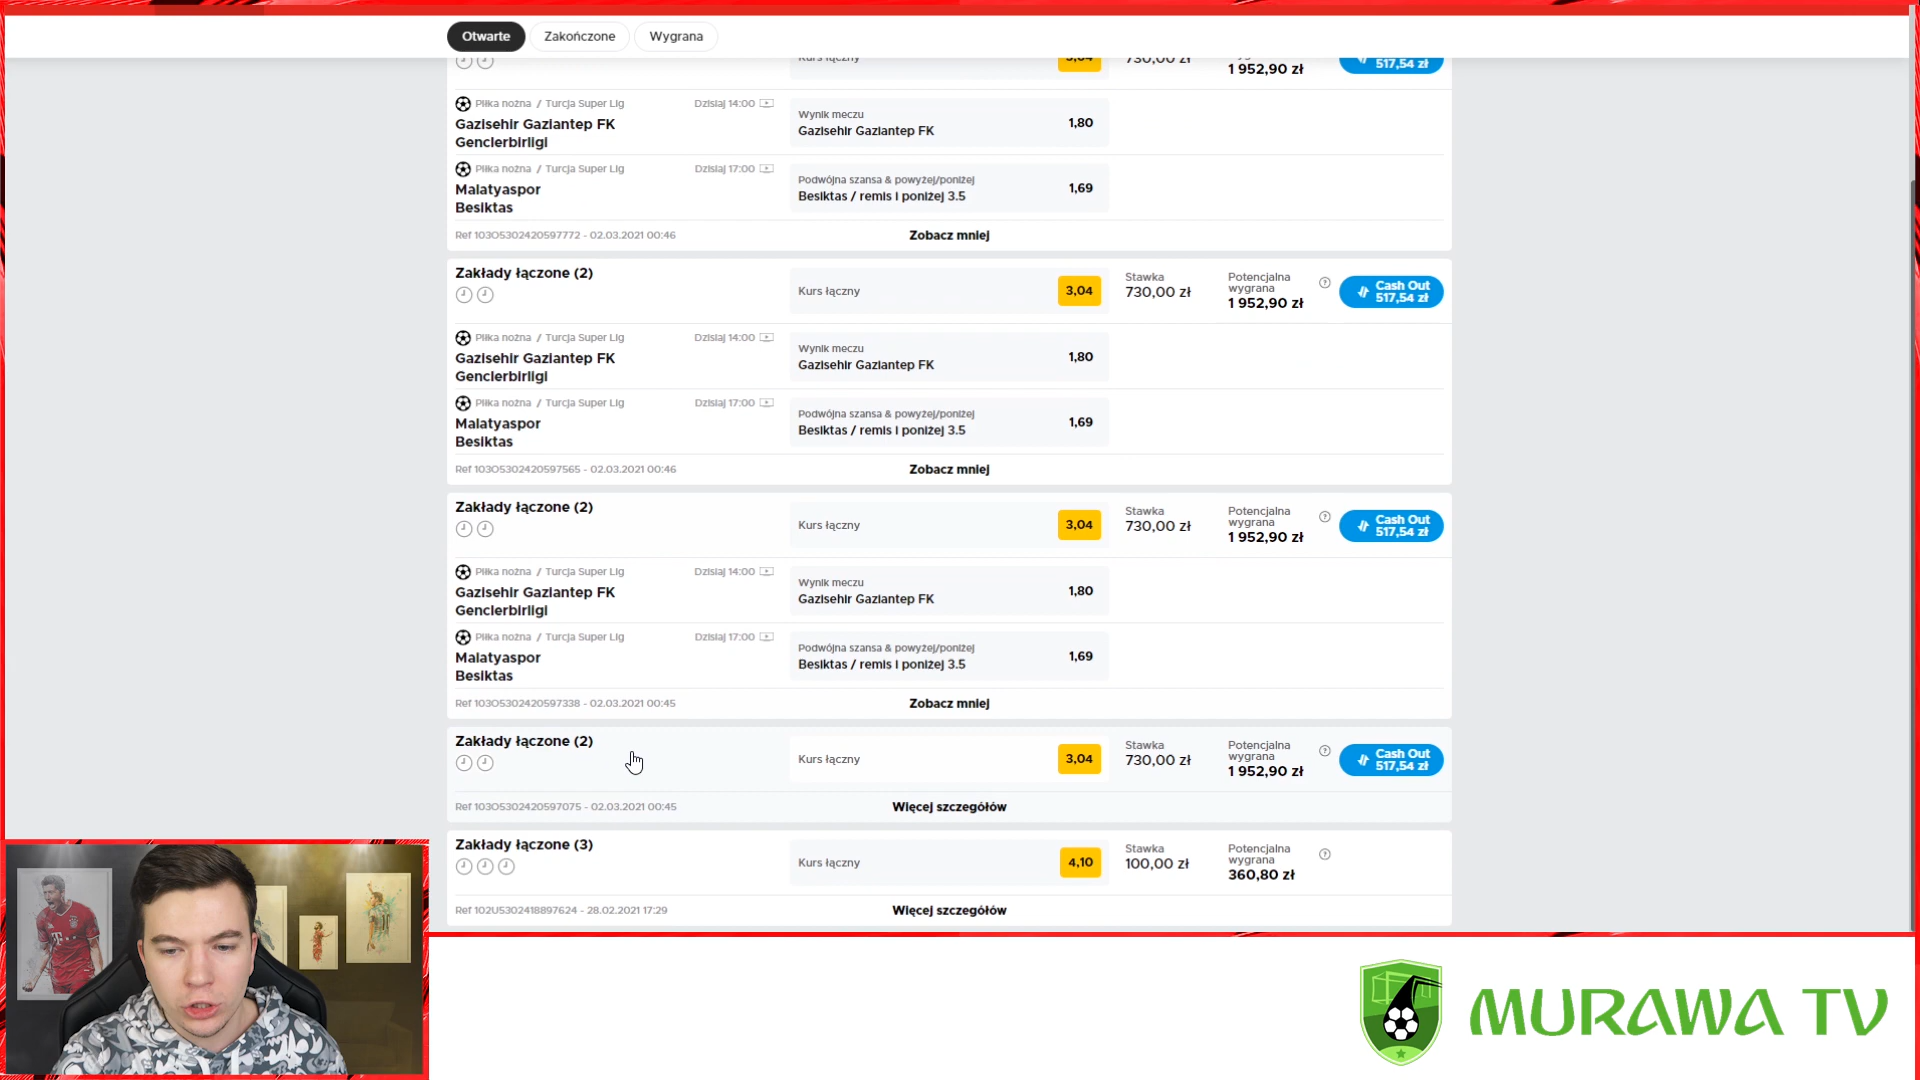 Otwarte Zakończone Wygrana
Kurs łączny 3,04 730,00 zł 1 952,90 zł 517,54 zł
Piłka nożna / Turcja Super Lig Dzisiaj 14:00
Gazisehir Gaziantep FK
Genclerbirligi
Wynik meczu
Gazisehir Gaziantep FK
1,80
Piłka nożna / Turcja Super Lig Dzisiaj 17:00
Malatyaspor
Besiktas
Podwójna szansa & powyżej/poniżej
Besiktas / remis i poniżej 3.5
1,69
Ref 103O5302420597772 - 02.03.2021 00:46
Zobacz mniej
Zakłady łączone (2)
Kurs łączny
3,04
Stawka
730,00 zł
Potencjalna
wygrana
1 952,90 zł
Cash Out
517,54 zł
Piłka nożna / Turcja Super Lig Dzisiaj 14:00
Gazisehir Gaziantep FK
Genclerbirligi
Wynik meczu
Gazisehir Gaziantep FK
1,80
Piłka nożna / Turcja Super Lig Dzisiaj 17:00
Malatyaspor
Besiktas
Podwójna szansa & powyżej/poniżej
Besiktas / remis i poniżej 3.5
1,69
Ref 103O5302420597565 - 02.03.2021 00:46
Zobacz mniej
Zakłady łączone (2)
Kurs łączny
3,04
Stawka
730,00 zł
Potencjalna
wygrana
1 952,90 zł
Cash Out
517,54 zł
Piłka nożna / Turcja Super Lig Dzisiaj 14:00
Gazisehir Gaziantep FK
Genclerbirligi
Wynik meczu
Gazisehir Gaziantep FK
1,80
Piłka nożna / Turcja Super Lig Dzisiaj 17:00
Malatyaspor
Besiktas
Podwójna szansa & powyżej/poniżej
Besiktas / remis i poniżej 3.5
1,69
Ref 103O5302420597338 - 02.03.2021 00:45
Zobacz mniej
Zakłady łączone (2)
Kurs łączny
3,04
Stawka
730,00 zł
Potencjalna
wygrana
1 952,90 zł
Cash Out
517,54 zł
Ref 103O5302420597075 - 02.03.2021 00:45
Więcej szczegółów
Zakłady łączone (3)
Kurs łączny
4,10
Stawka
100,00 zł
Potencjalna
wygrana
360,80 zł
Ref 102U5302418897624 - 28.02.2021 17:29
Więcej szczegółów
MURAWA TV